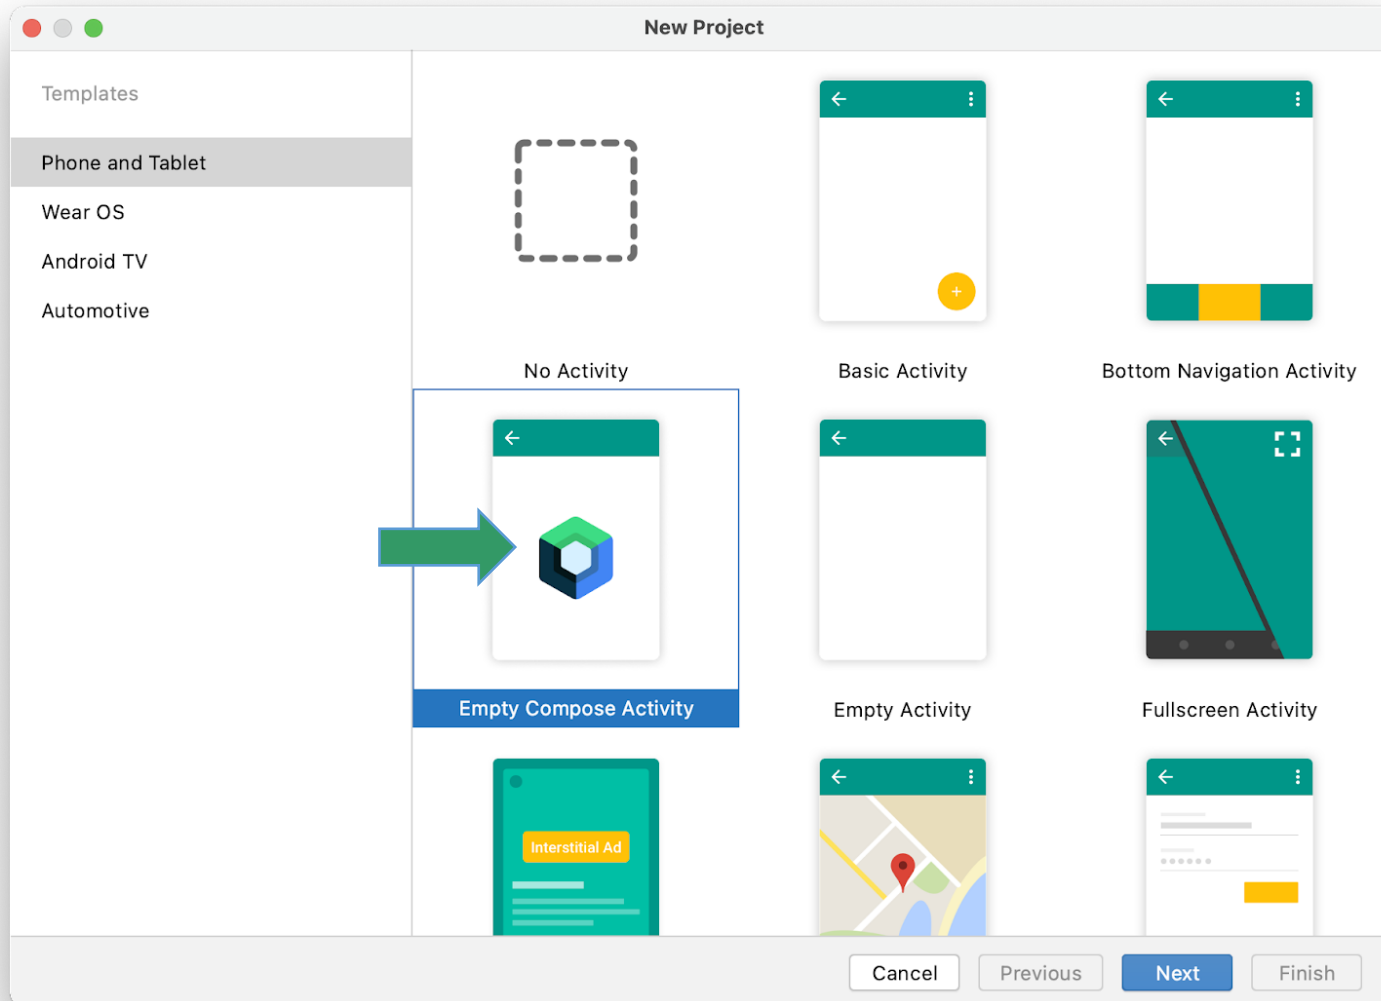 New Project
Templates
Phone and Tablet
Wear OS
Android TV
Automotive
No Activity
Basic Activity
Bottom Navigation Activity
Empty Compose Activity
Empty Activity
Fullscreen Activity
Interstitial Ad
Cancel
Previous
Next
Finish